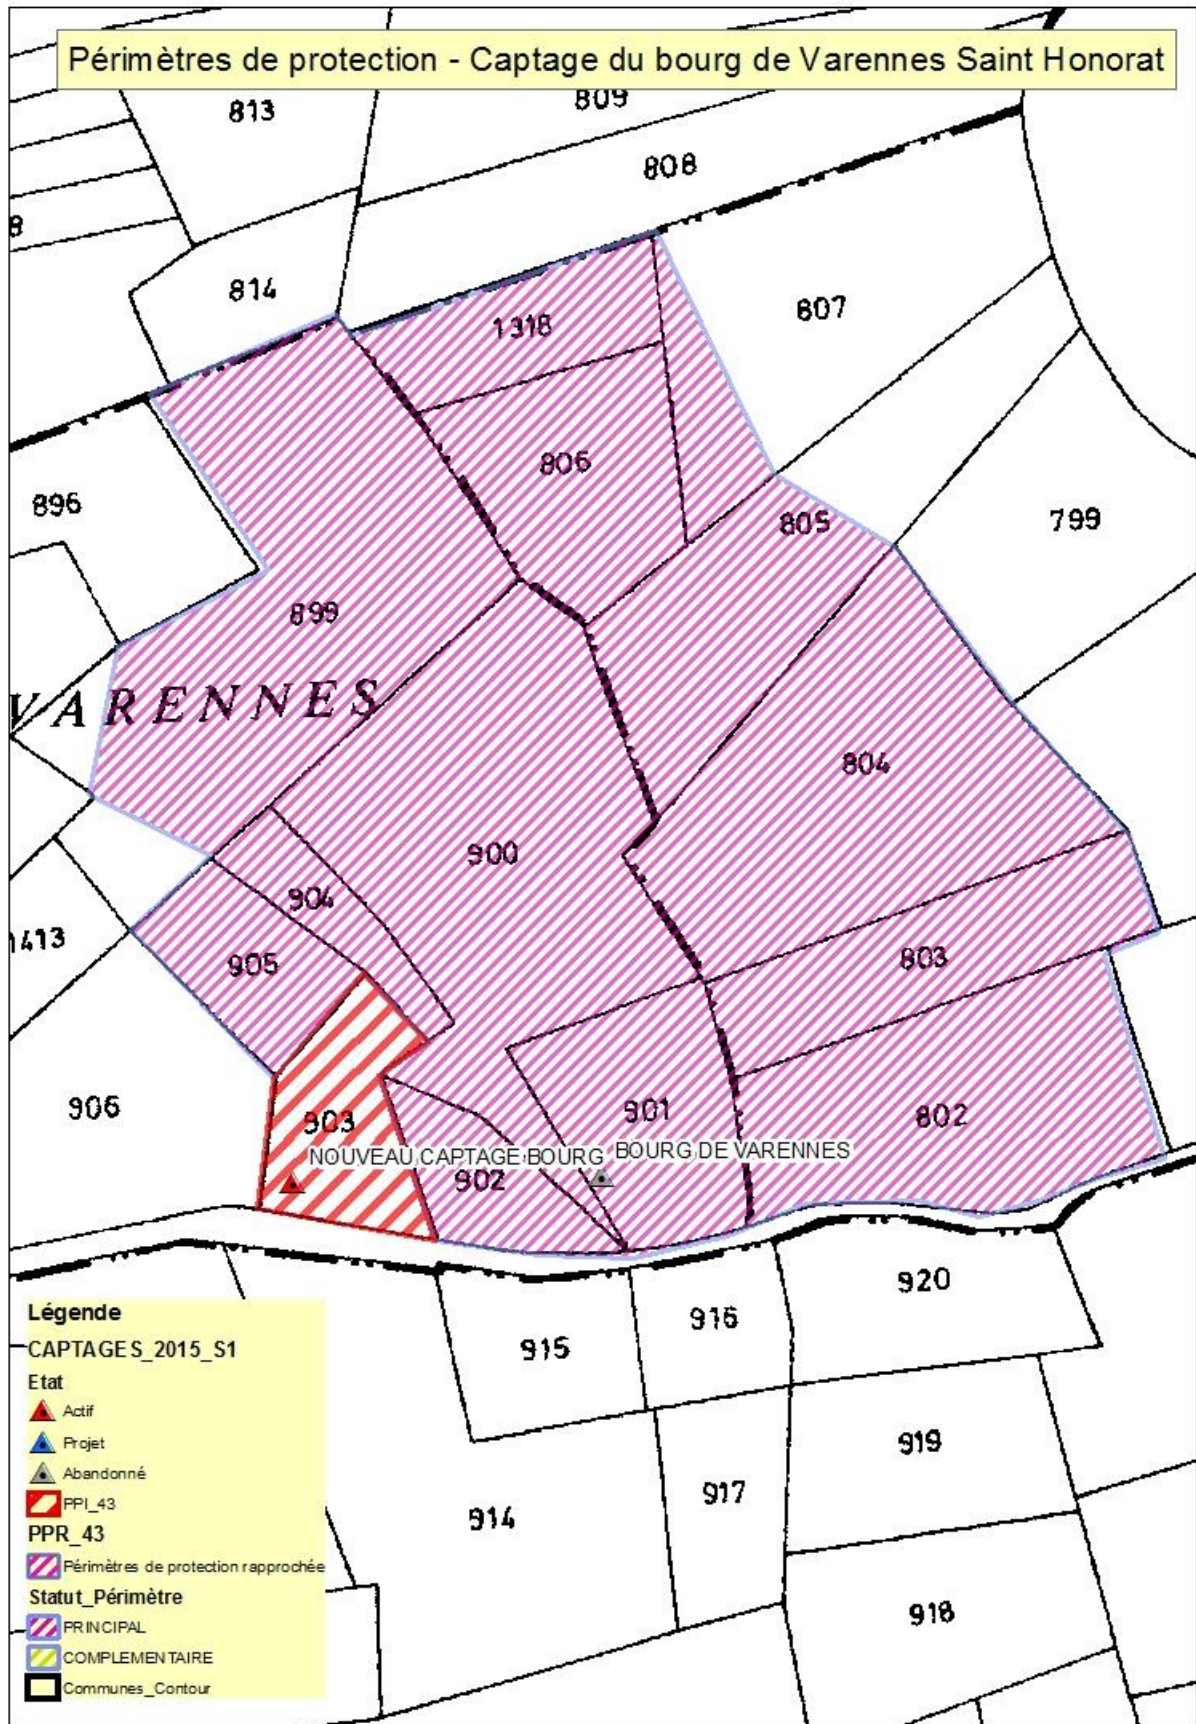 Périmètres de protection - Captage du bourg de Varennes Saint Honorat
813
809
808
8
814
807
1318
806
896
805
799
899
VARENNES
804
900
904
1413
905
803
906
903
901
802
NOUVEAU CAPTAGE BOURG
BOURG DE VARENNES
902
920
916
915
919
917
914
918
Légende
CAPTAGES_2015_S1
Etat
Actif
Projet
Abandonné
PPI_43
PPR_43
Périmètres de protection rapprochée
Statut_Périmètre
PRINCIPAL
COMPLEMENTAIRE
Communes_Contour